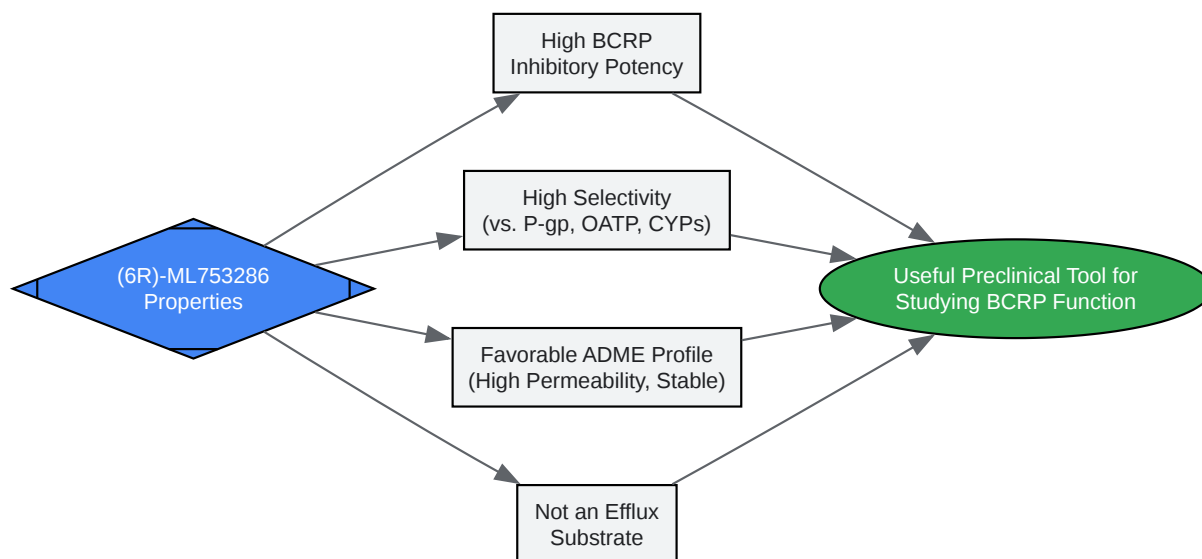 High BCRP
Inhibitory Potency
High Selectivity
(vs. P-gp, OATP, CYPs)
(6R)-ML753286
Properties
Useful Preclinical Tool for
Studying BCRP Function
Favorable ADME Profile
(High Permeability, Stable)
Not an Efflux
Substrate